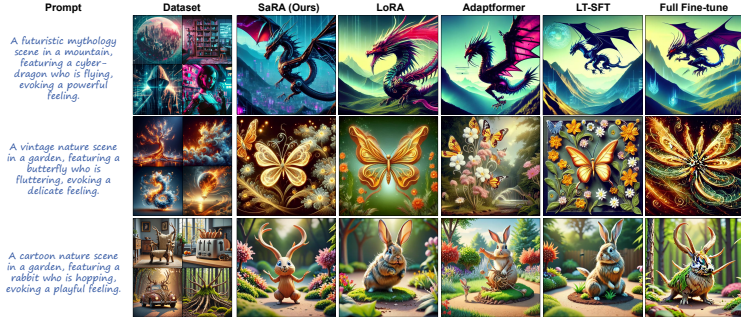 Prompt Dataset SaRA (Ours) LoRA Adaptformer LT-SFT Full Fine-tune
A futuristic mythology
scene in a mountain,
featuring a cyber-
dragon who is flying,
evoking a powerful
feeling.
A vintage nature scene
in a garden, featuring a
butterfly who is
fluttering, evoking a
delicate feeling.
A cartoon nature scene
in a garden, featuring a
rabbit who is hopping,
evoking a playful feeling.